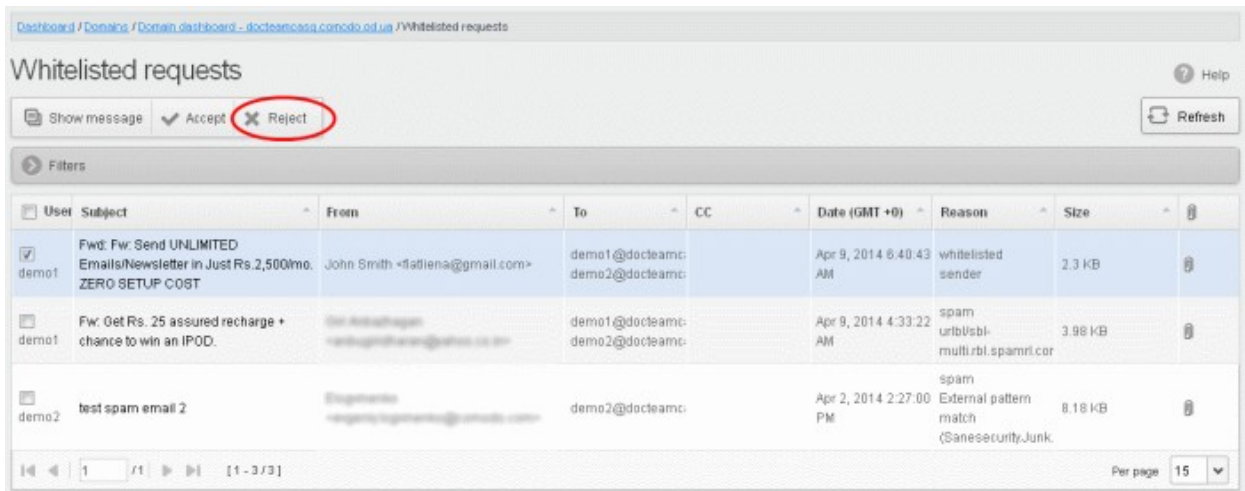 Dashboard / Domains / Domain dashboard - docteamcasg.comodo.od.ua / Whitelisted requests
Whitelisted requests
Help
Show message Accept Reject Refresh
Filters
User Subject From To CC Date (GMT +0) Reason Size
Fwd: Fw: Send UNLIMITED
Emails/Newsletter in Just Rs.2,500/mo.
ZERO SETUP COST
demo1
John Smith <flatliena@gmail.com>
demo1@docteamc
demo2@docteamc
Apr 9, 2014 6:40:43
AM
whitelisted
sender
2.3 KB
demo1
Fw: Get Rs. 25 assured recharge +
chance to win an IPOD.
demo1@docteamc
demo2@docteamc
Apr 9, 2014 4:33:22
AM
spam
urlbl/sbl-
multi.rbl.spamrl.cor
3.98 KB
demo2
test spam email 2
demo2@docteamc
Apr 2, 2014 2:27:00
PM
spam
External pattern
match
(Sanesecurity.Junk.
8.18 KB
1 /1 [1 - 3 / 3] Per page 15